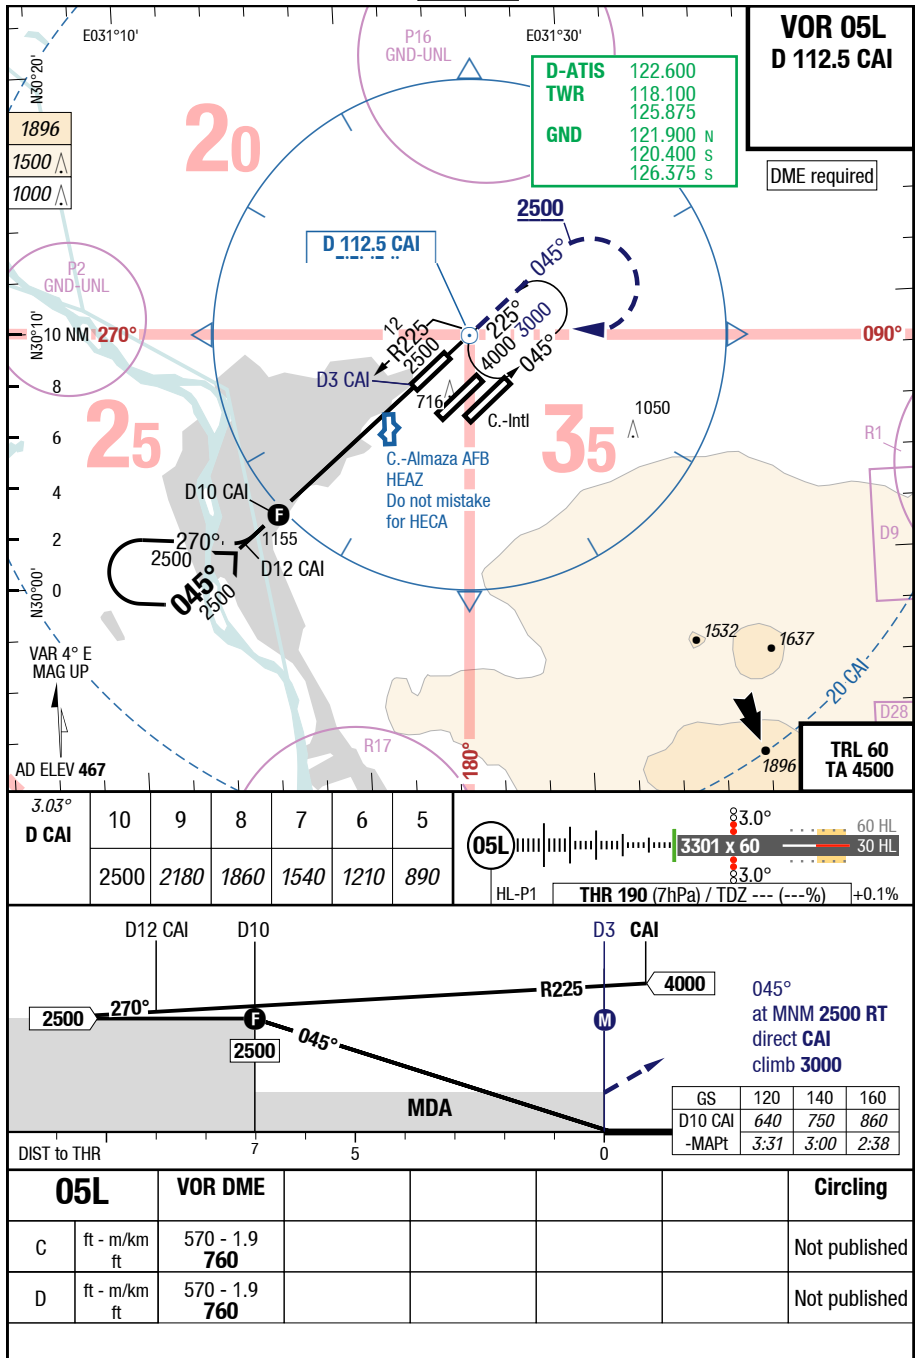 E031°10'
P16
GND-UNL
E031°30'
VOR 05L
D 112.5 CAI
N30°20'
D-ATIS 122.600
TWR 118.100
125.875
GND 121.900 N
120.400 S
126.375 S
1896
1500
1000
20
DME required
2500
D 112.5 CAI
045°
P2
GND-UNL
N30°10'
10 NM 270°
090°
12
R225
2500
225°
4000 3000
045°
D3 CAI
8
716
C.-Intl
25
35
1050
R1
6
C.-Almaza AFB
HEAZ
Do not mistake
for HECA
4
D10 CAI
F
D9
2
270°
2500
1155
D12 CAI
N30°00'
0
045°
2500
1532
1637
VAR 4° E
MAG UP
20 CAI
D28
R17
180°
1896
AD ELEV 467
TRL 60
TA 4500
3.03°
D CAI
10 9 8 7 6 5
2500 2180 1860 1540 1210 890
05L
3.0°
3301 x 60
60 HL
30 HL
3.0°
HL-P1
THR 190 (7hPa) / TDZ --- (---%)
+0.1%
D12 CAI D10 D3 CAI
R225
4000
270°
2500
F
M
2500
045°
045°
at MNM 2500 RT
direct CAI
climb 3000
MDA
GS 120 140 160
D10 CAI 640 750 860
-MAPt 3:31 3:00 2:38
DIST to THR 7 5 0
05L VOR DME Circling
C ft - m/km 570 - 1.9 Not published
ft 760
D ft - m/km 570 - 1.9 Not published
ft 760